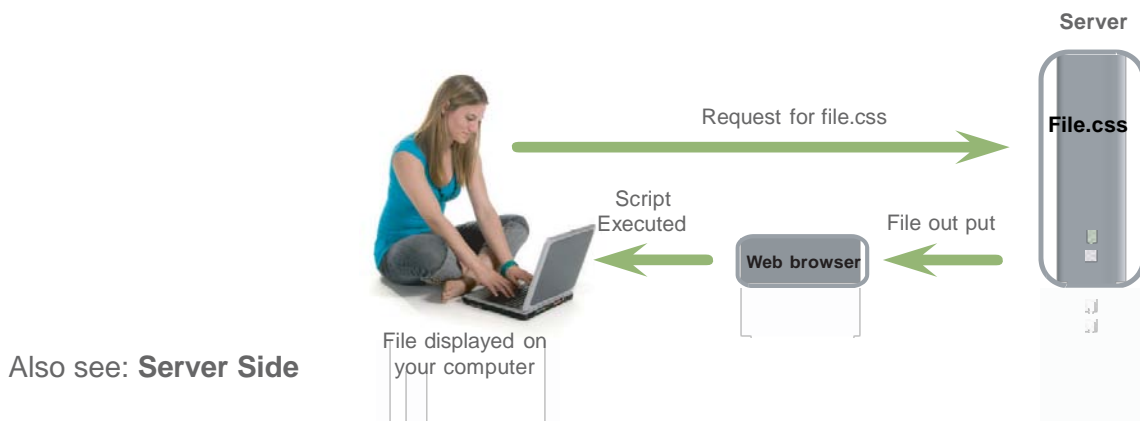 Server
Request for file.css
File.css
Script
Executed
File out put
Web browser
File displayed on
your computer
Also see: Server Side